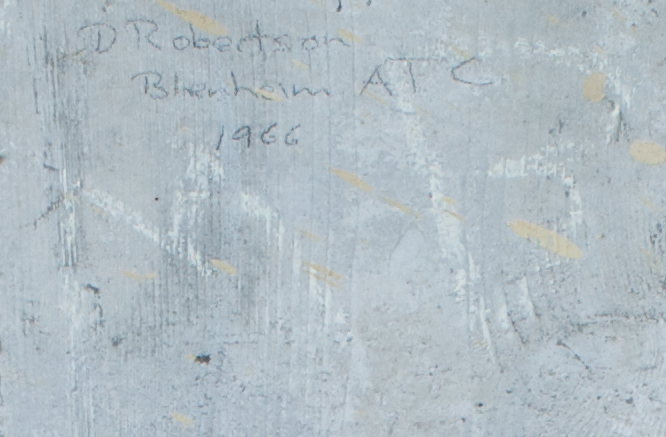 D Robertson
Blenheim ATC
1966